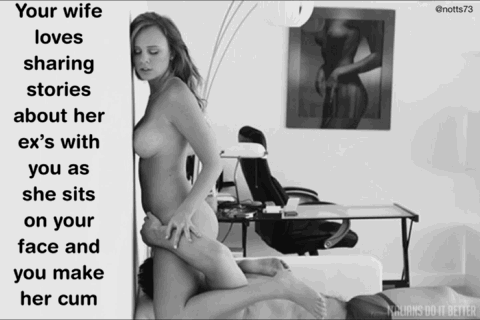 Your wife
loves
sharing
stories
about her
ex's with
you as
she sits
on your
face and
you make
her cum
@notts73
ITALIANS DO IT BETTER